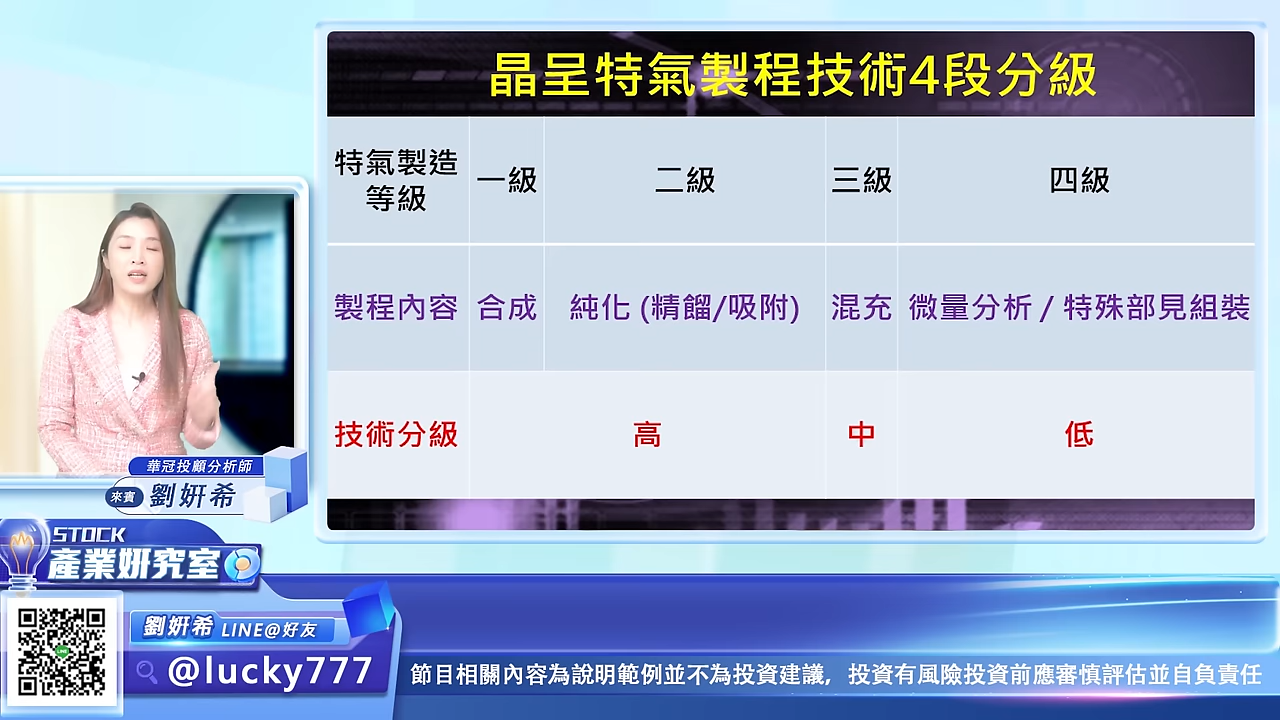 晶呈特氣製程技術4段分級
特氣製造等級 一級 二級 三級 四級
製程內容 合成 純化 (精餾/吸附) 混充 微量分析 / 特殊部見組裝
技術分級 高 中 低
華冠投顧分析師
來賓 劉妍希
STOCK
產業妍究室
劉妍希 LINE@好友
@lucky777
節目相關內容為說明範例並不為投資建議，投資有風險投資前應審慎評估並自負責任